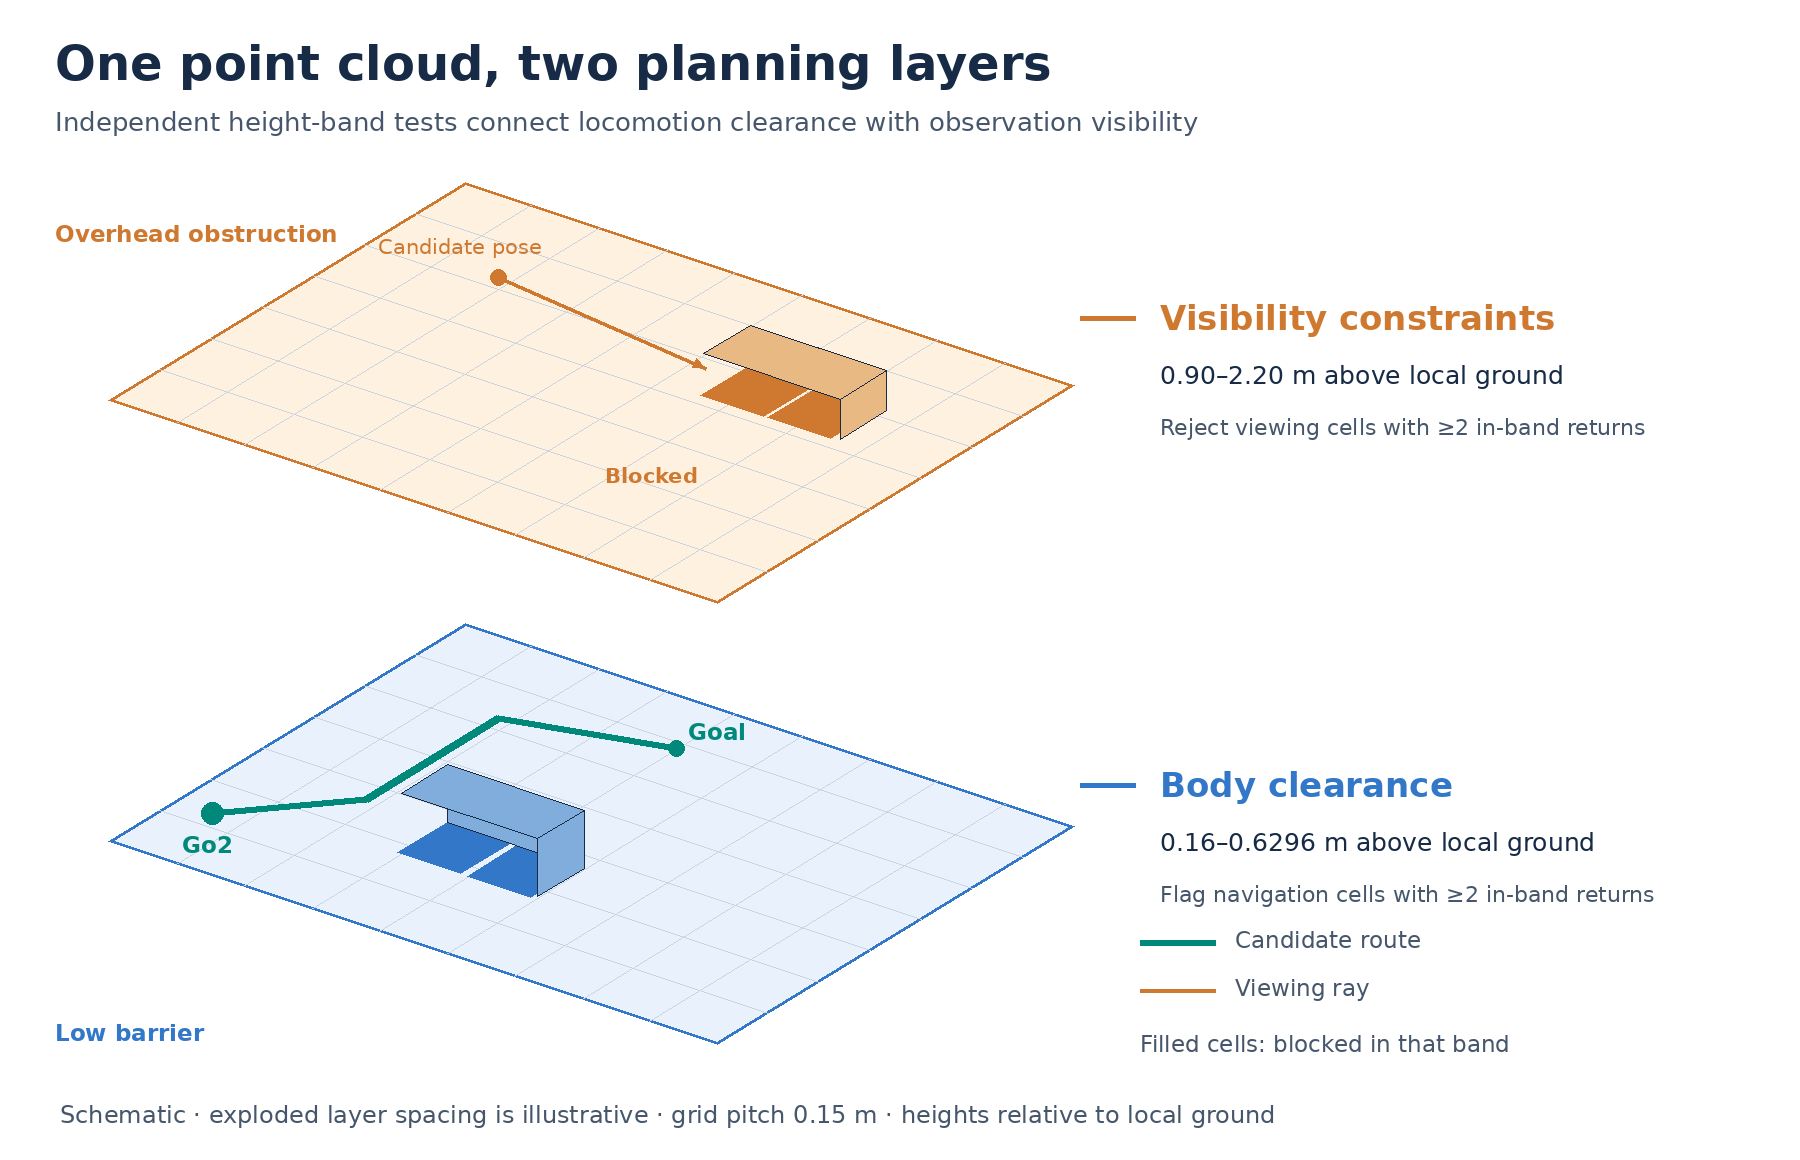 One point cloud, two planning layers
Independent height-band tests connect locomotion clearance with observation visibility
Overhead obstruction
Candidate pose
Blocked
Visibility constraints
0.90–2.20 m above local ground
Reject viewing cells with ≥2 in-band returns
Goal
Go2
Low barrier
Body clearance
0.16–0.6296 m above local ground
Flag navigation cells with ≥2 in-band returns
Candidate route
Viewing ray
Filled cells: blocked in that band
Schematic · exploded layer spacing is illustrative · grid pitch 0.15 m · heights relative to local ground